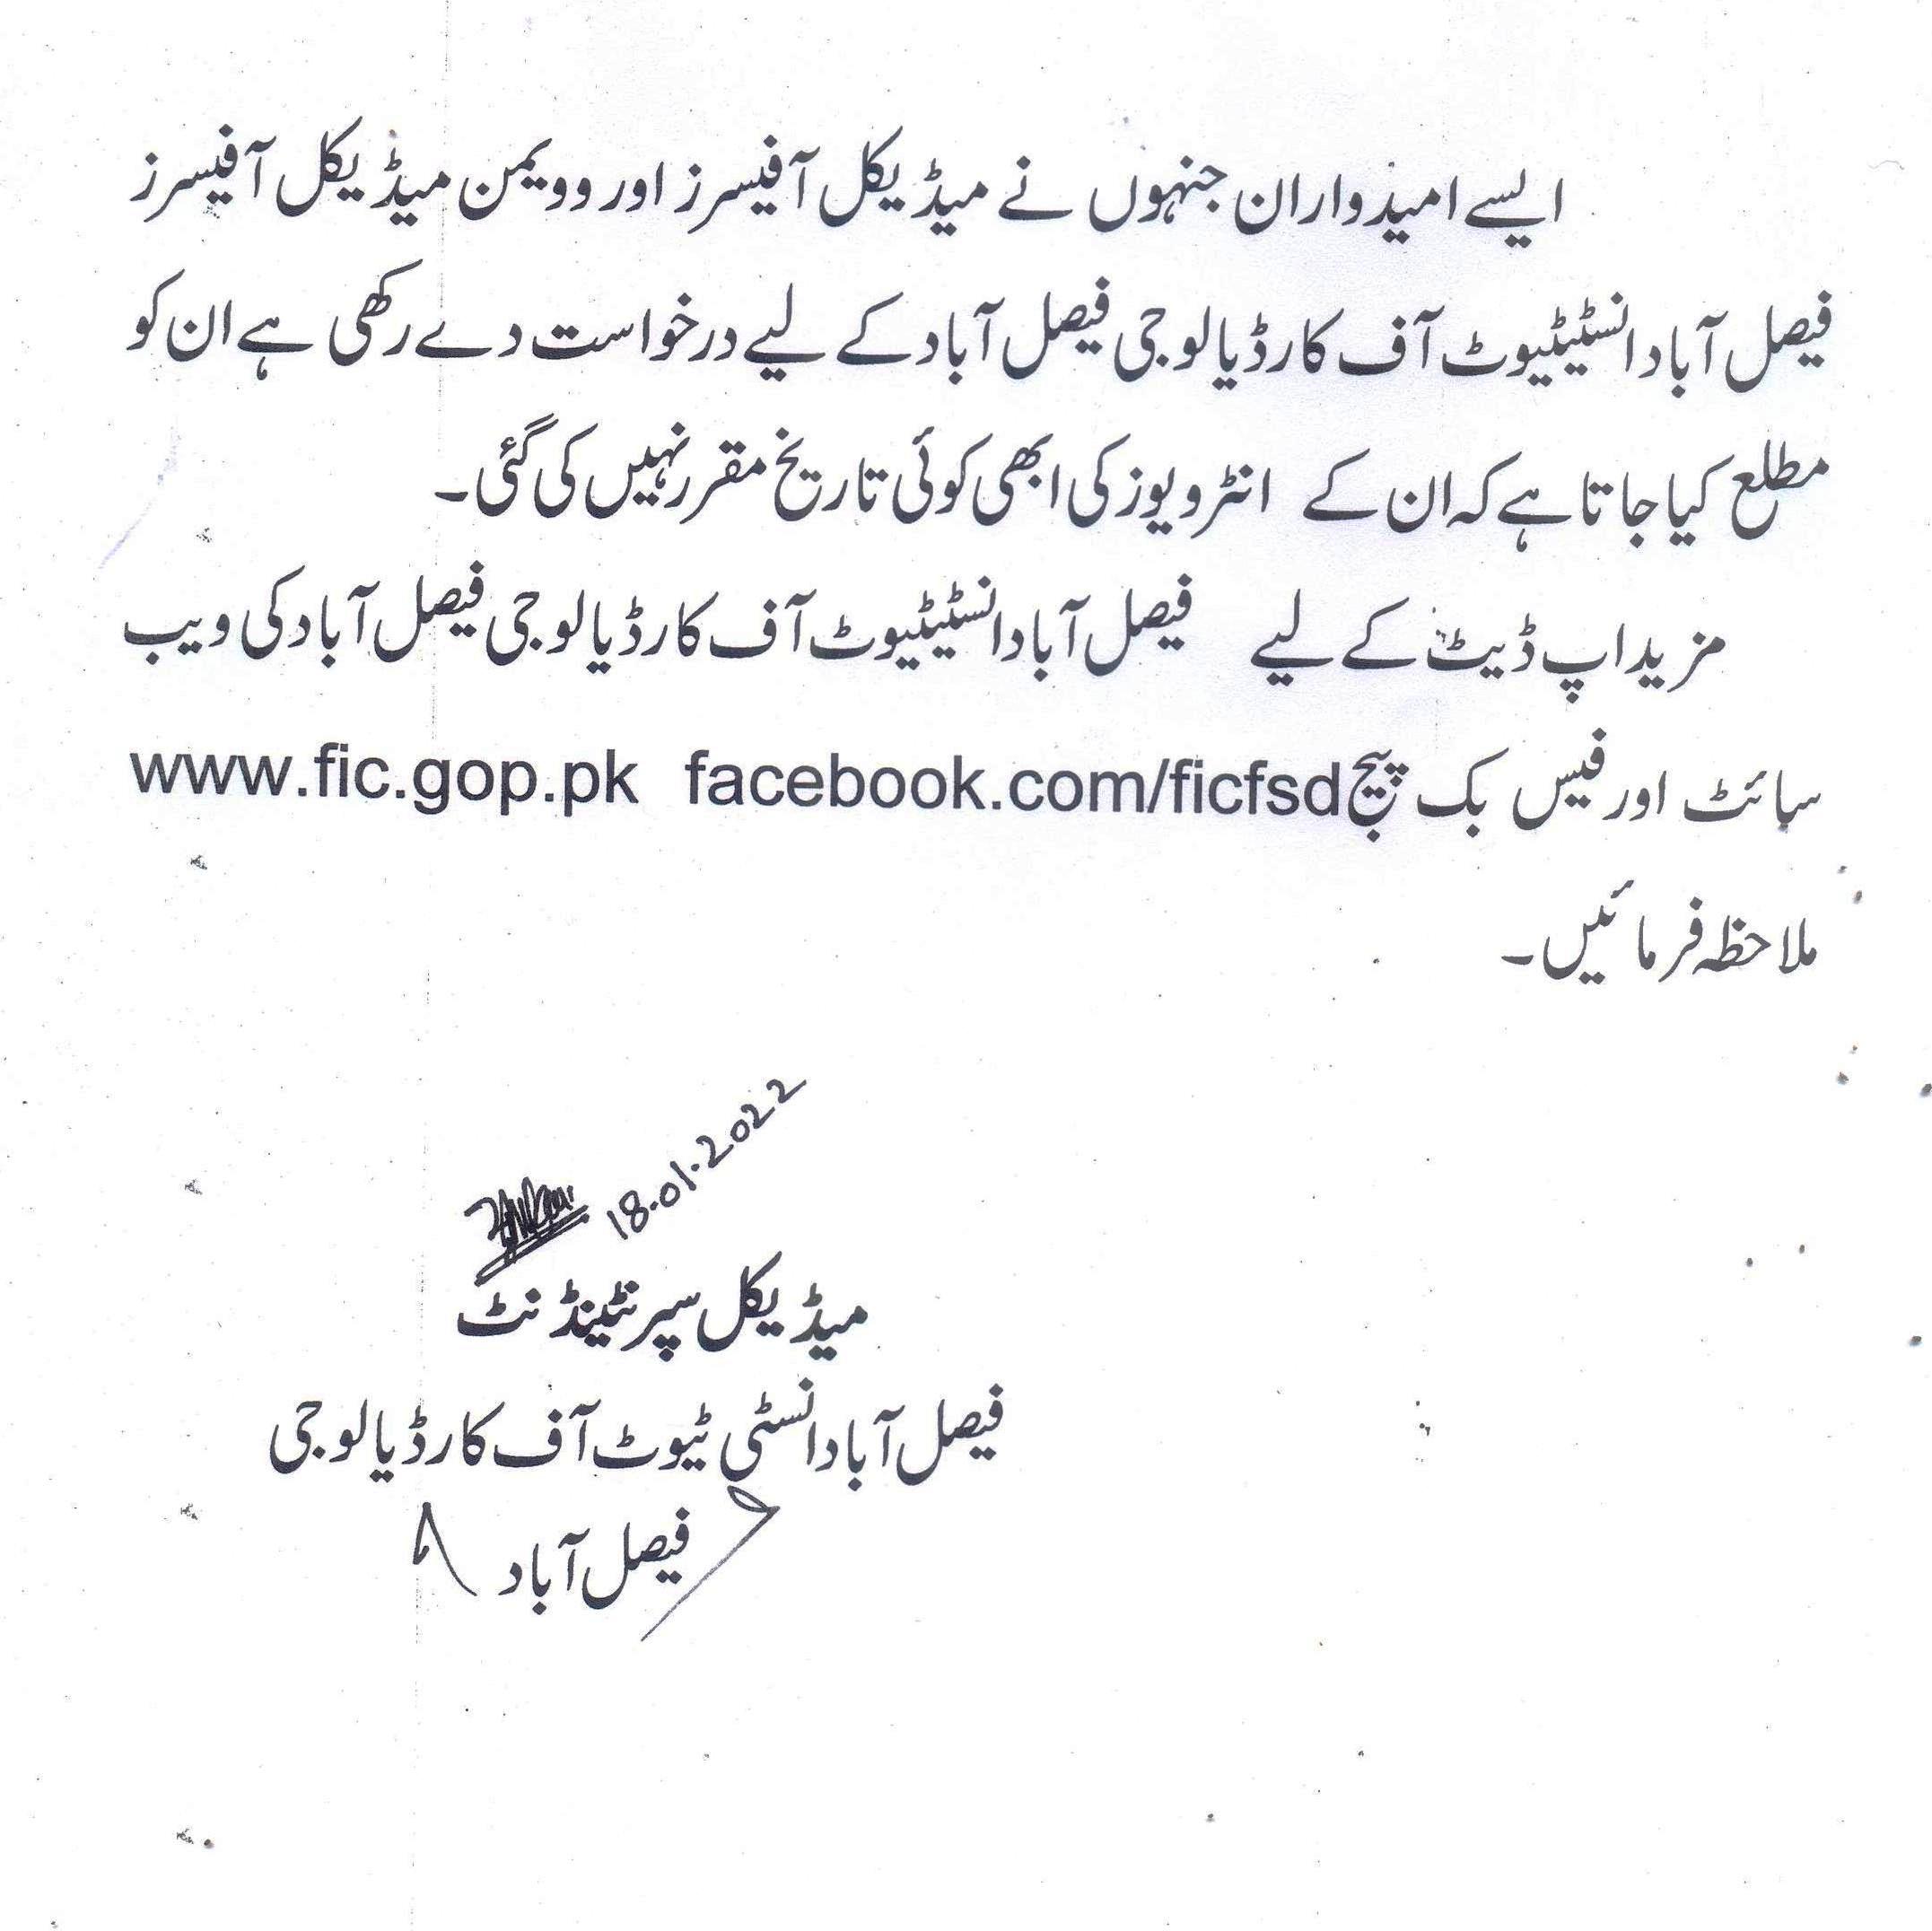 ایسے امیدواران جنہوں نے میڈیکل آفیسرز اور وویمن میڈیکل آفیسرز
فیصل آباد انسٹیٹیوٹ آف کارڈیالوجی فیصل آباد کے لیے درخواست دے رکھی ہے ان کو
مطلع کیا جاتا ہے کہ ان کے انٹرویوز کی ابھی کوئی تاریخ مقرر نہیں کی گئی۔
مزید اپ ڈیٹ کے لیے فیصل آباد انسٹیٹیوٹ آف کارڈیالوجی فیصل آباد کی ویب
سائٹ اور فیس بک پیج facebook.com/ficfsd www.fic.gop.pk
ملاحظہ فرمائیں۔
18.01.2022
میڈیکل سپرنٹینڈنٹ
فیصل آباد انسٹی ٹیوٹ آف کارڈیالوجی
فیصل آباد